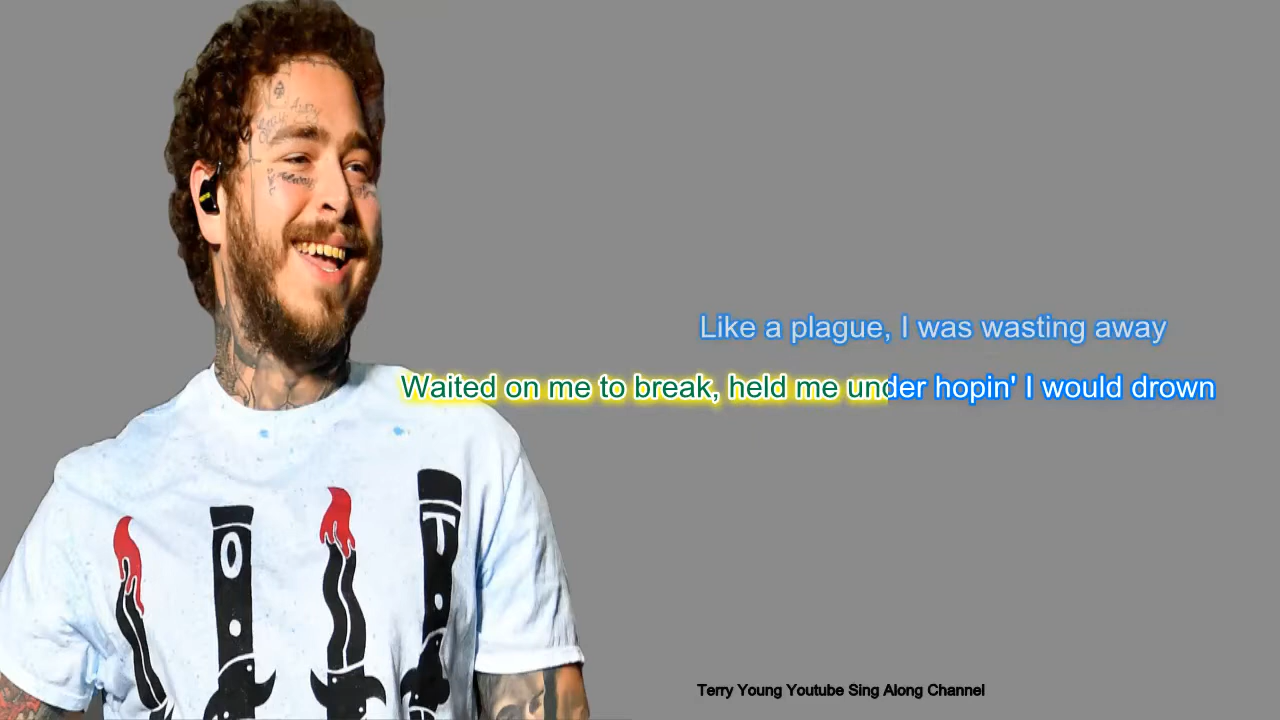 Like a plague, I was wasting away
Waited on me to break, held me under hopin' I would drown
Terry Young Youtube Sing Along Channel